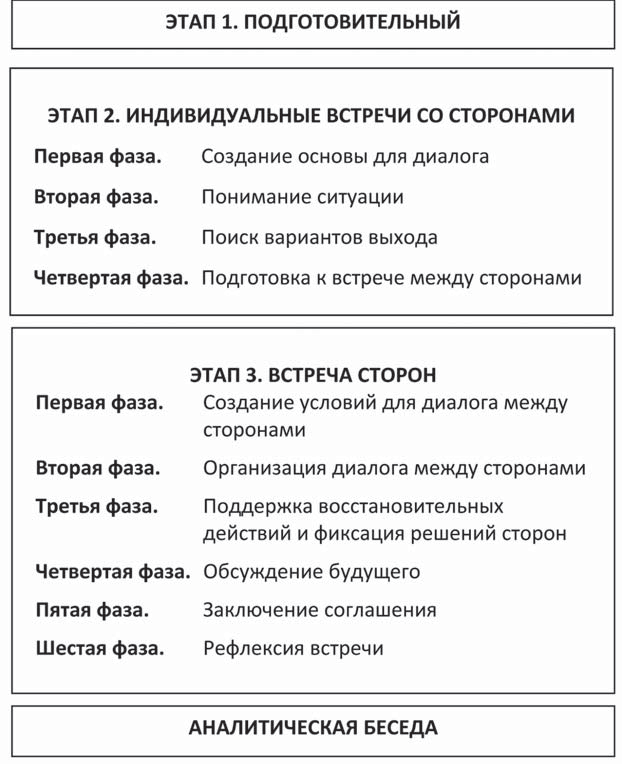 ЭТАП 1. ПОДГОТОВИТЕЛЬНЫЙ
ЭТАП 2. ИНДИВИДУАЛЬНЫЕ ВСТРЕЧИ СО СТОРОНАМИ
Первая фаза. Создание основы для диалога
Вторая фаза. Понимание ситуации
Третья фаза. Поиск вариантов выхода
Четвертая фаза. Подготовка к встрече между сторонами
ЭТАП 3. ВСТРЕЧА СТОРОН
Первая фаза. Создание условий для диалога между
сторонами
Вторая фаза. Организация диалога между сторонами
Третья фаза. Поддержка восстановительных
действий и фиксация решений сторон
Четвертая фаза. Обсуждение будущего
Пятая фаза. Заключение соглашения
Шестая фаза. Рефлексия встречи
АНАЛИТИЧЕСКАЯ БЕСЕДА